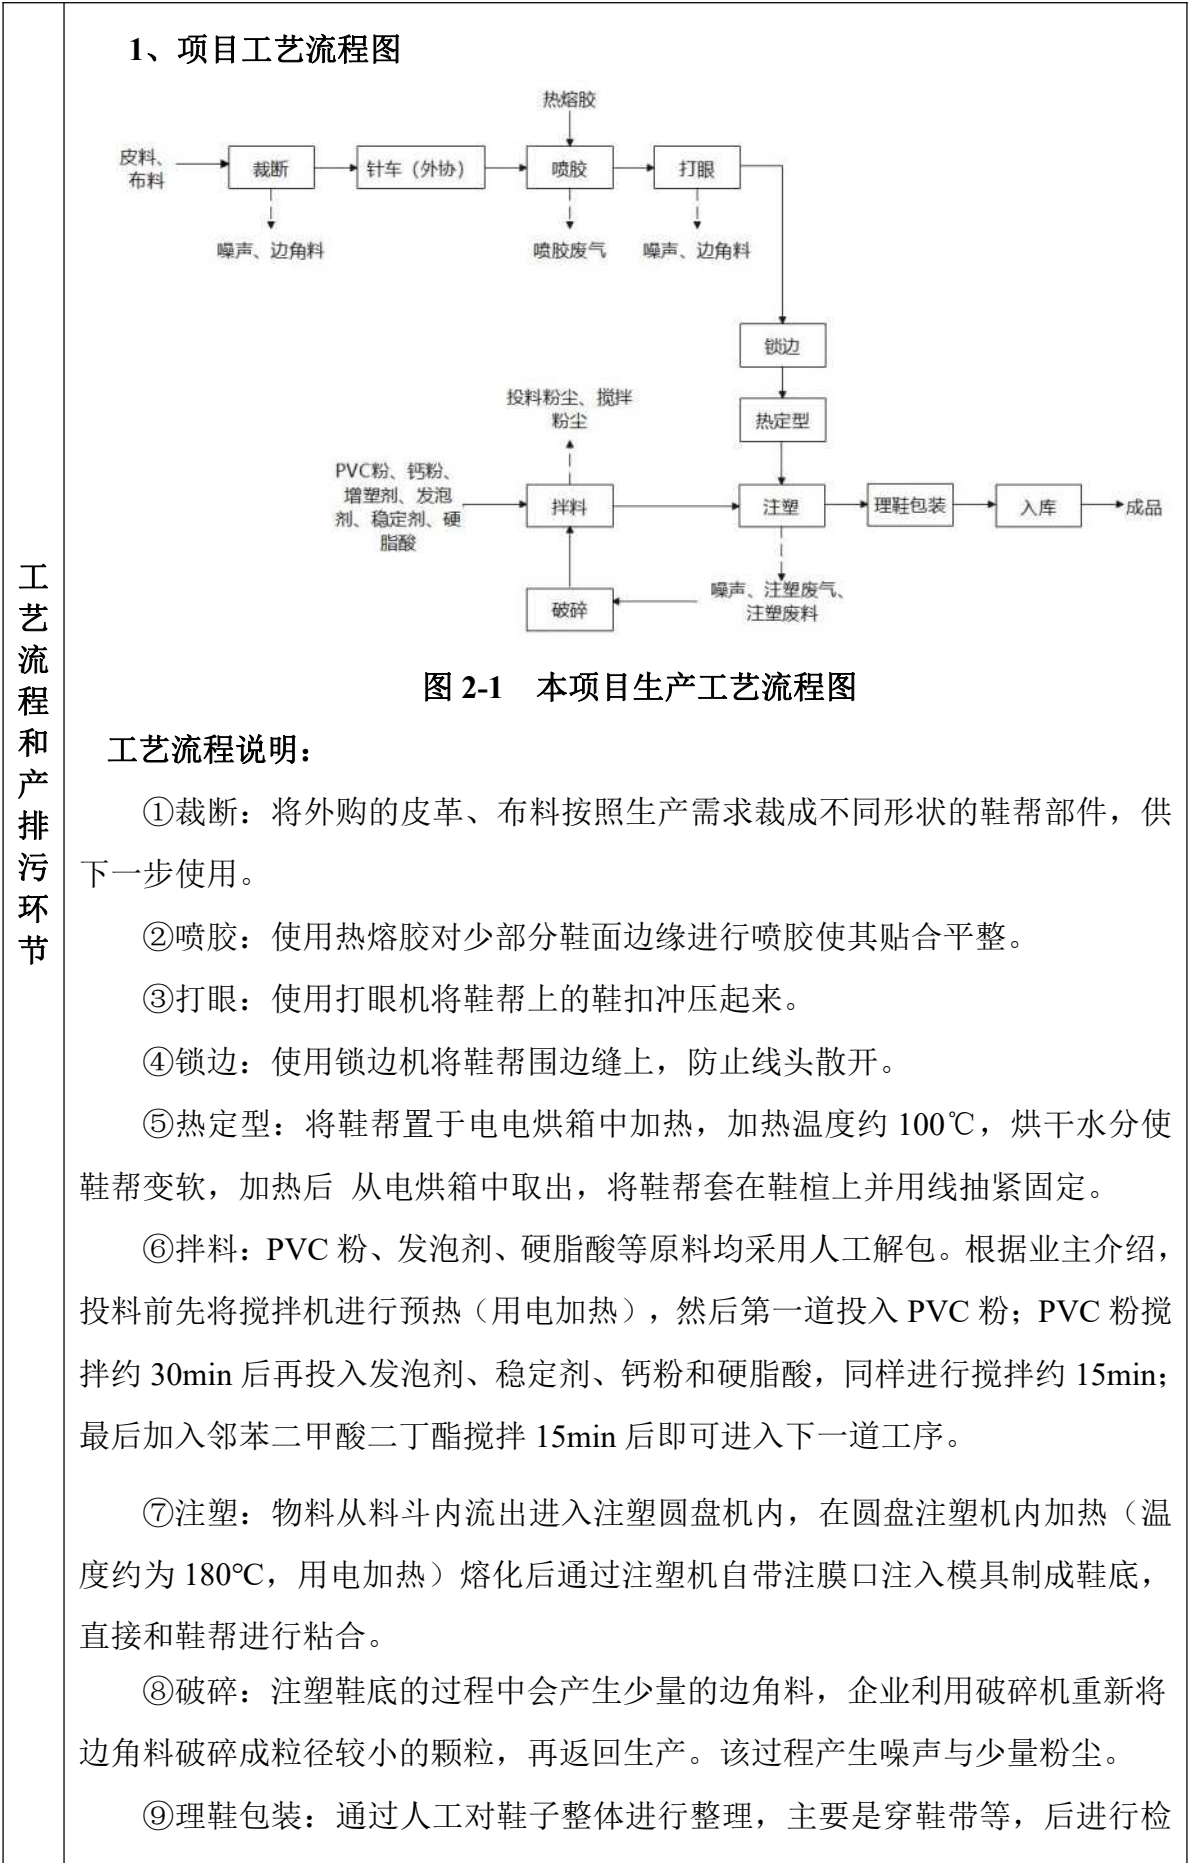 1、项目工艺流程图
热熔胶
皮料、
布料
裁断
针车（外协）
喷胶
打眼
噪声、边角料
喷胶废气
噪声、边角料
锁边
投料粉尘、搅拌
粉尘
热定型
PVC粉、钙粉、
增塑剂、发泡
剂、稳定剂、硬
脂酸
拌料
注塑
理鞋包装
入库
成品
破碎
噪声、注塑废气、
注塑废料
图 2-1 本项目生产工艺流程图
工艺流程和产排污环节
工艺流程说明：
①裁断：将外购的皮革、布料按照生产需求裁成不同形状的鞋帮部件，供
下一步使用。
②喷胶：使用热熔胶对少部分鞋面边缘进行喷胶使其贴合平整。
③打眼：使用打眼机将鞋帮上的鞋扣冲压起来。
④锁边：使用锁边机将鞋帮围边缝上，防止线头散开。
⑤热定型：将鞋帮置于电电烘箱中加热，加热温度约 100℃，烘干水分使
鞋帮变软，加热后 从电烘箱中取出，将鞋帮套在鞋楦上并用线抽紧固定。
⑥拌料：PVC 粉、发泡剂、硬脂酸等原料均采用人工解包。根据业主介绍，
投料前先将搅拌机进行预热（用电加热），然后第一道投入 PVC 粉；PVC 粉搅
拌约 30min 后再投入发泡剂、稳定剂、钙粉和硬脂酸，同样进行搅拌约 15min；
最后加入邻苯二甲酸二丁酯搅拌 15min 后即可进入下一道工序。
⑦注塑：物料从料斗内流出进入注塑圆盘机内，在圆盘注塑机内加热（温
度约为 180℃，用电加热）熔化后通过注塑机自带注膜口注入模具制成鞋底，
直接和鞋帮进行粘合。
⑧破碎：注塑鞋底的过程中会产生少量的边角料，企业利用破碎机重新将
边角料破碎成粒径较小的颗粒，再返回生产。该过程产生噪声与少量粉尘。
⑨理鞋包装：通过人工对鞋子整体进行整理，主要是穿鞋带等，后进行检